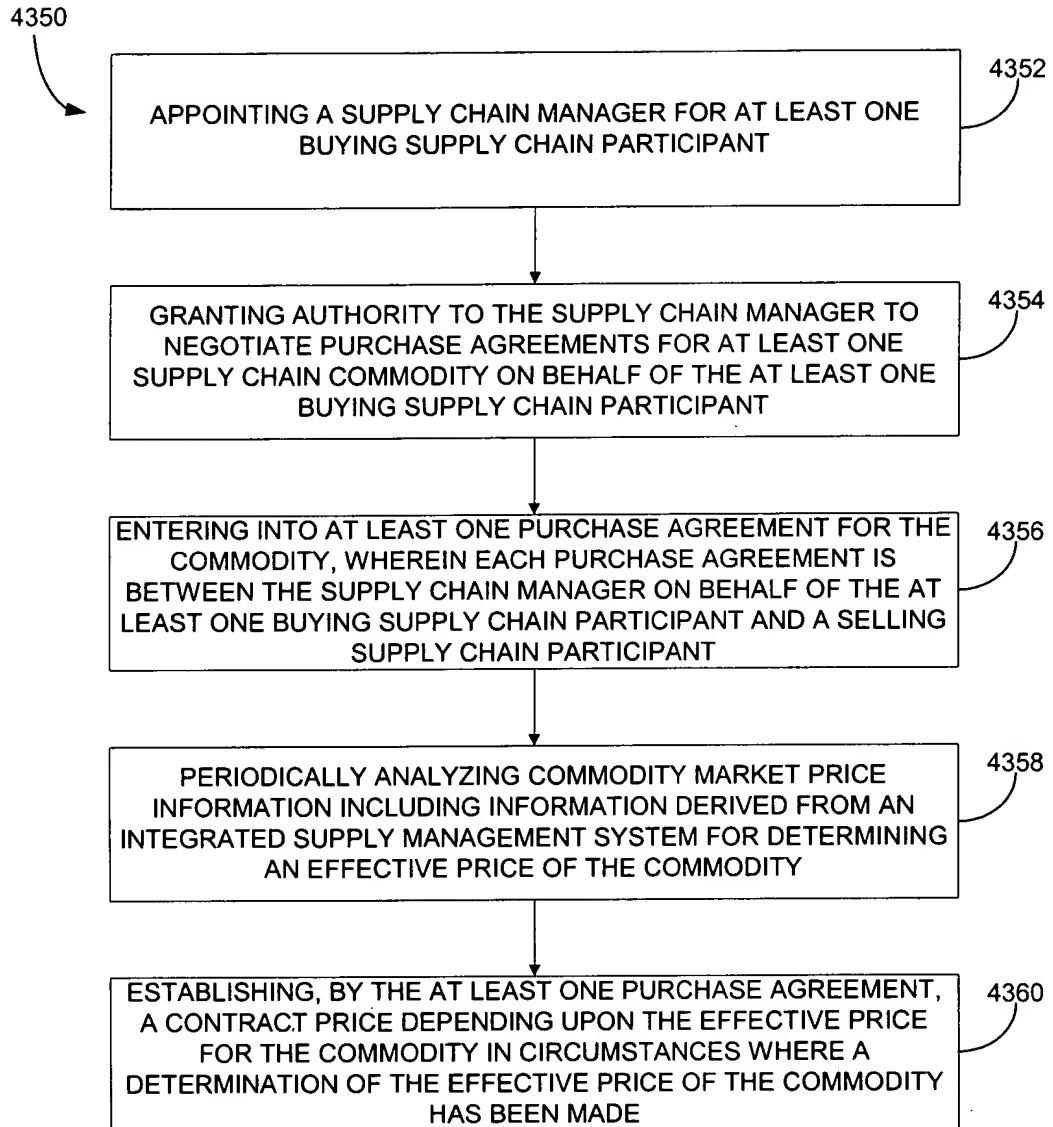 4350
APPOINTING A SUPPLY CHAIN MANAGER FOR AT LEAST ONE
BUYING SUPPLY CHAIN PARTICIPANT
4352
GRANTING AUTHORITY TO THE SUPPLY CHAIN MANAGER TO
NEGOTIATE PURCHASE AGREEMENTS FOR AT LEAST ONE
SUPPLY CHAIN COMMODITY ON BEHALF OF THE AT LEAST ONE
BUYING SUPPLY CHAIN PARTICIPANT
4354
ENTERING INTO AT LEAST ONE PURCHASE AGREEMENT FOR THE
COMMODITY, WHEREIN EACH PURCHASE AGREEMENT IS
BETWEEN THE SUPPLY CHAIN MANAGER ON BEHALF OF THE AT
LEAST ONE BUYING SUPPLY CHAIN PARTICIPANT AND A SELLING
SUPPLY CHAIN PARTICIPANT
4356
PERIODICALLY ANALYZING COMMODITY MARKET PRICE
INFORMATION INCLUDING INFORMATION DERIVED FROM AN
INTEGRATED SUPPLY MANAGEMENT SYSTEM FOR DETERMINING
AN EFFECTIVE PRICE OF THE COMMODITY
4358
ESTABLISHING, BY THE AT LEAST ONE PURCHASE AGREEMENT,
A CONTRACT PRICE DEPENDING UPON THE EFFECTIVE PRICE
FOR THE COMMODITY IN CIRCUMSTANCES WHERE A
DETERMINATION OF THE EFFECTIVE PRICE OF THE COMMODITY
HAS BEEN MADE
4360